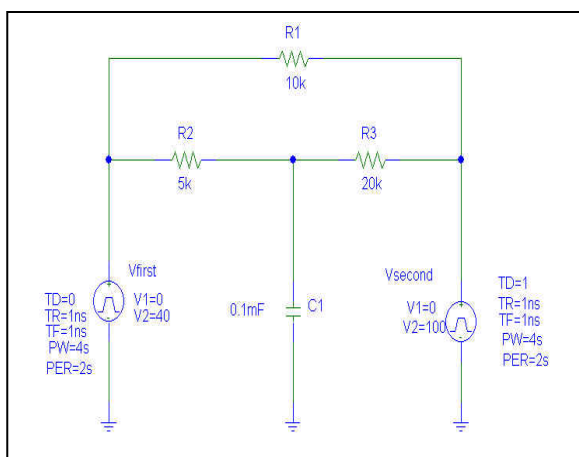 R1
10k
R2
R3
5k
20k
Vfirst
TD=0
TR=1ns
TF=1ns
PW=4s
PER=2s
V1=0
V2=40
0.1mF
C1
Vsecond
V1=0
V2=100
TD=1
TR=1ns
TF=1ns
PW=4s
PER=2s